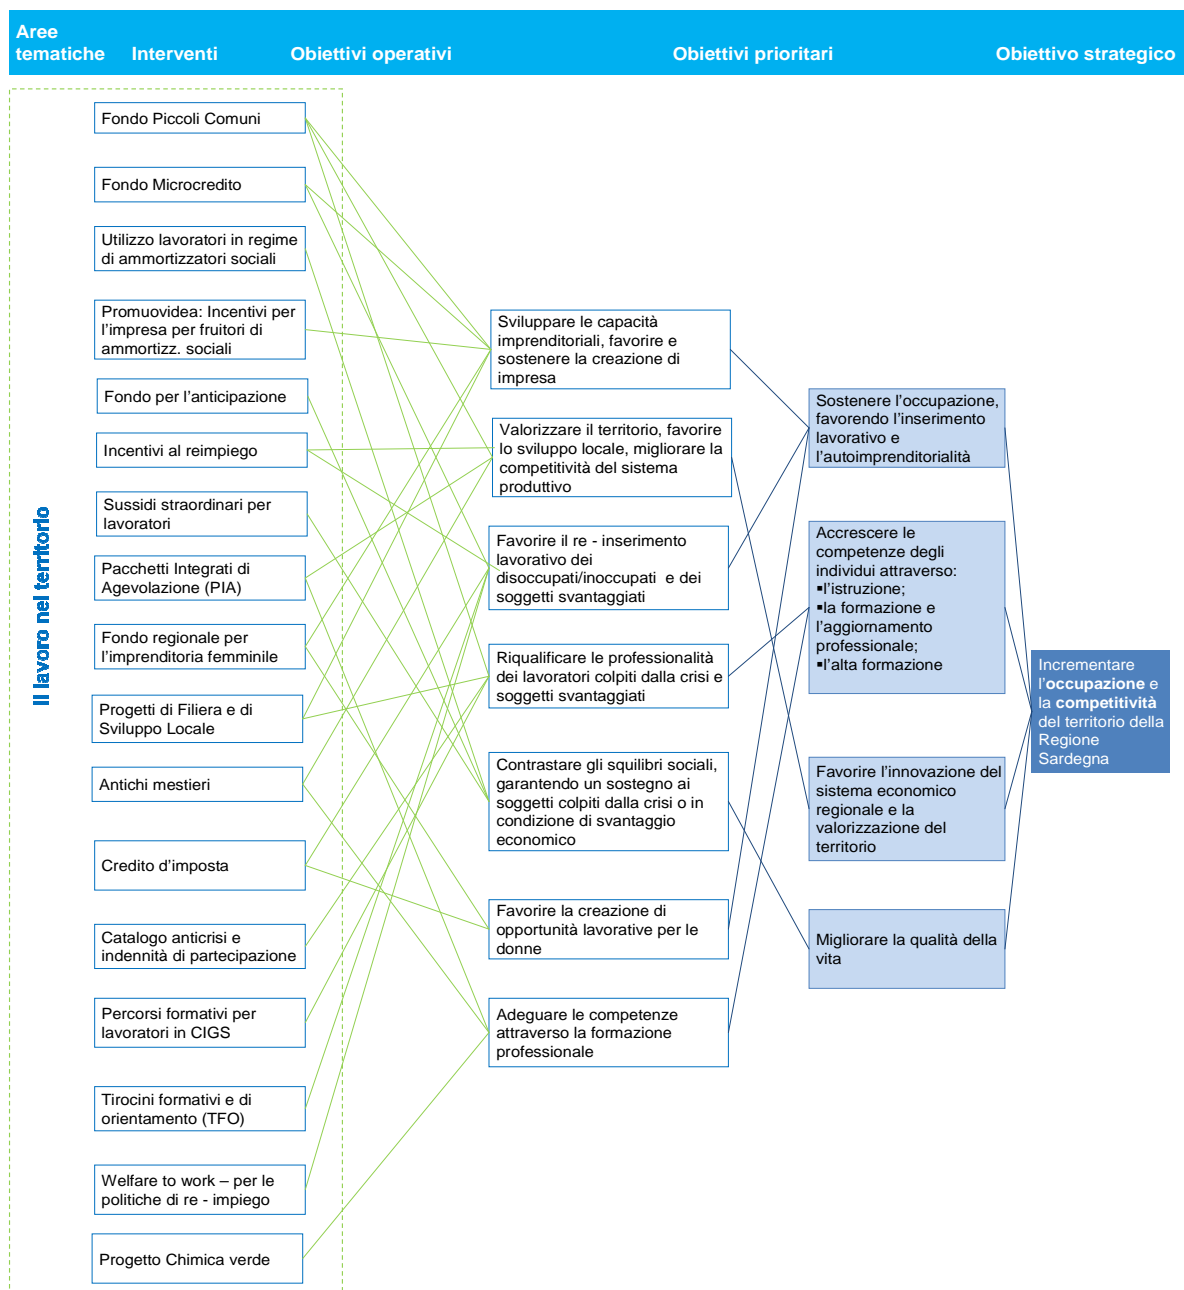 Aree
tematiche Interventi Obiettivi operativi Obiettivi prioritari Obiettivo strategico
Il lavoro nel territorio
Fondo Piccoli Comuni
Fondo Microcredito
Utilizzo lavoratori in regime
di ammortizzatori sociali
Promuovidea: Incentivi per
l’impresa per fruitori di
ammortizz. sociali
Fondo per l’anticipazione
Incentivi al reimpiego
Sussidi straordinari per
lavoratori
Pacchetti Integrati di
Agevolazione (PIA)
Fondo regionale per
l’imprenditoria femminile
Progetti di Filiera e di
Sviluppo Locale
Antichi mestieri
Credito d’imposta
Catalogo anticrisi e
indennità di partecipazione
Percorsi formativi per
lavoratori in CIGS
Tirocini formativi e di
orientamento (TFO)
Welfare to work – per le
politiche di re - impiego
Progetto Chimica verde
Sviluppare le capacità
imprenditoriali, favorire e
sostenere la creazione di
impresa
Valorizzare il territorio, favorire
lo sviluppo locale, migliorare la
competitività del sistema
produttivo
Favorire il re - inserimento
lavorativo dei
disoccupati/inoccupati e dei
soggetti svantaggiati
Riqualificare le professionalità
dei lavoratori colpiti dalla crisi e
soggetti svantaggiati
Contrastare gli squilibri sociali,
garantendo un sostegno ai
soggetti colpiti dalla crisi o in
condizione di svantaggio
economico
Favorire la creazione di
opportunità lavorative per le
donne
Adeguare le competenze
attraverso la formazione
professionale
Sostenere l’occupazione,
favorendo l’inserimento
lavorativo e
l’autoimprenditorialità
Accrescere le
competenze degli
individui attraverso:
▪l’istruzione;
▪la formazione e
l’aggiornamento
professionale;
▪l’alta formazione
Favorire l’innovazione del
sistema economico
regionale e la
valorizzazione del
territorio
Migliorare la qualità della
vita
Incrementare
l’occupazione e
la competitività
del territorio della
Regione
Sardegna